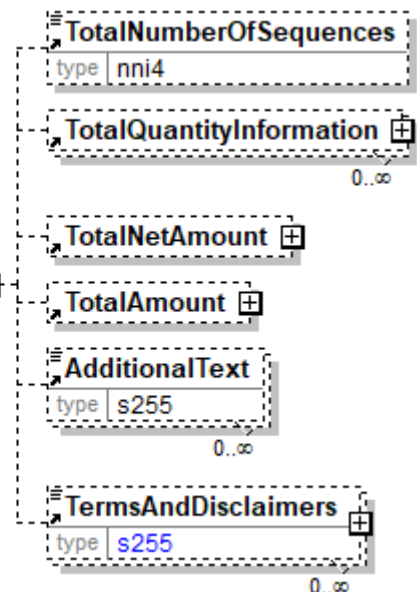 TotalNumberOfSequences
type nni4
TotalQuantityInformation
0..∞
TotalNetAmount
TotalAmount
AdditionalText
type s255
0..∞
TermsAndDisclaimers
type s255
0..∞